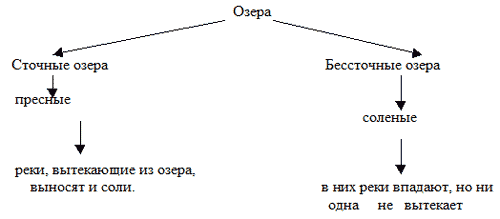 Озера
Сточные озера
Бессточные озера
пресные
соленые
реки, вытекающие из озера,
выносят и соли.
в них реки впадают, но ни
одна не вытекает